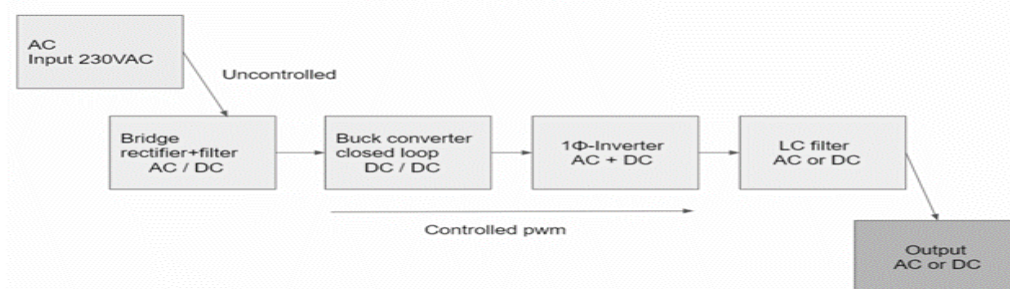 AC
Input 230VAC
Uncontrolled
Bridge
rectifier+filter
AC / DC
Buck converter
closed loop
DC / DC
1Φ-Inverter
AC + DC
LC filter
AC or DC
Controlled pwm
Output
AC or DC